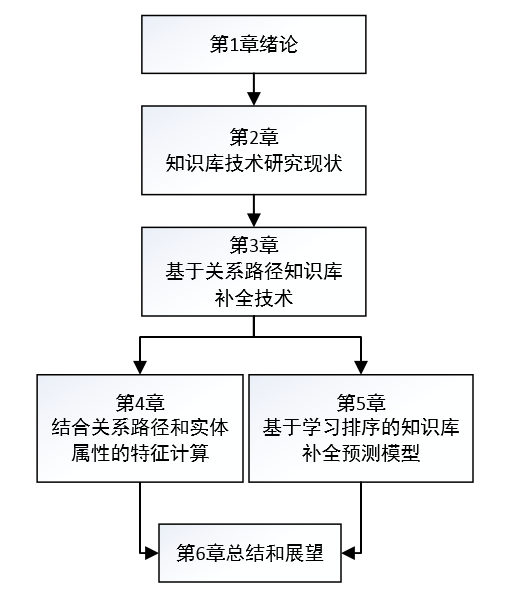 第1章绪论
第2章
知识库技术研究现状
第3章
基于关系路径知识库
补全技术
第4章
结合关系路径和实体
属性的特征计算
第5章
基于学习排序的知识库
补全预测模型
第6章总结和展望